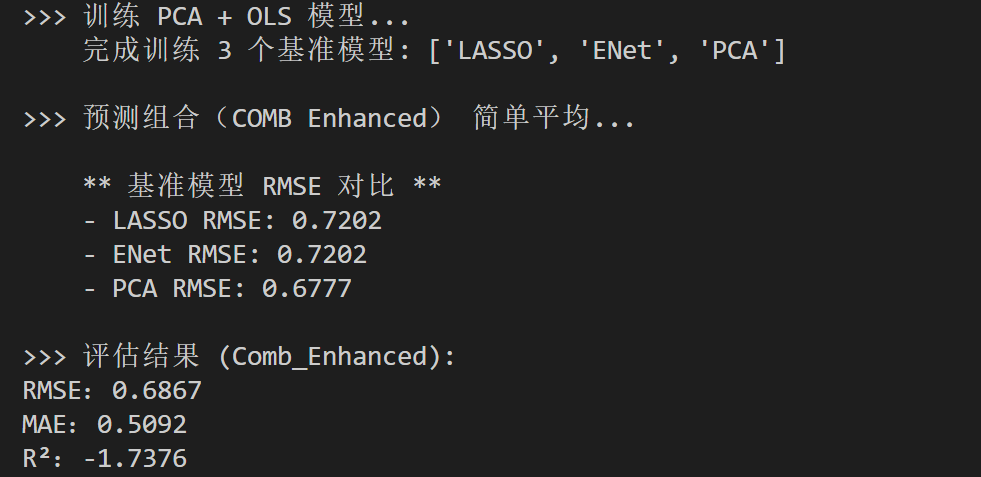 >>> 训练 PCA + OLS 模型...
完成训练 3 个基准模型: ['LASSO', 'ENet', 'PCA']
>>> 预测组合（COMB Enhanced） 简单平均...
** 基准模型 RMSE 对比 **
- LASSO RMSE: 0.7202
- ENet RMSE: 0.7202
- PCA RMSE: 0.6777
>>> 评估结果 (Comb_Enhanced):
RMSE: 0.6867
MAE: 0.5092
R²: -1.7376